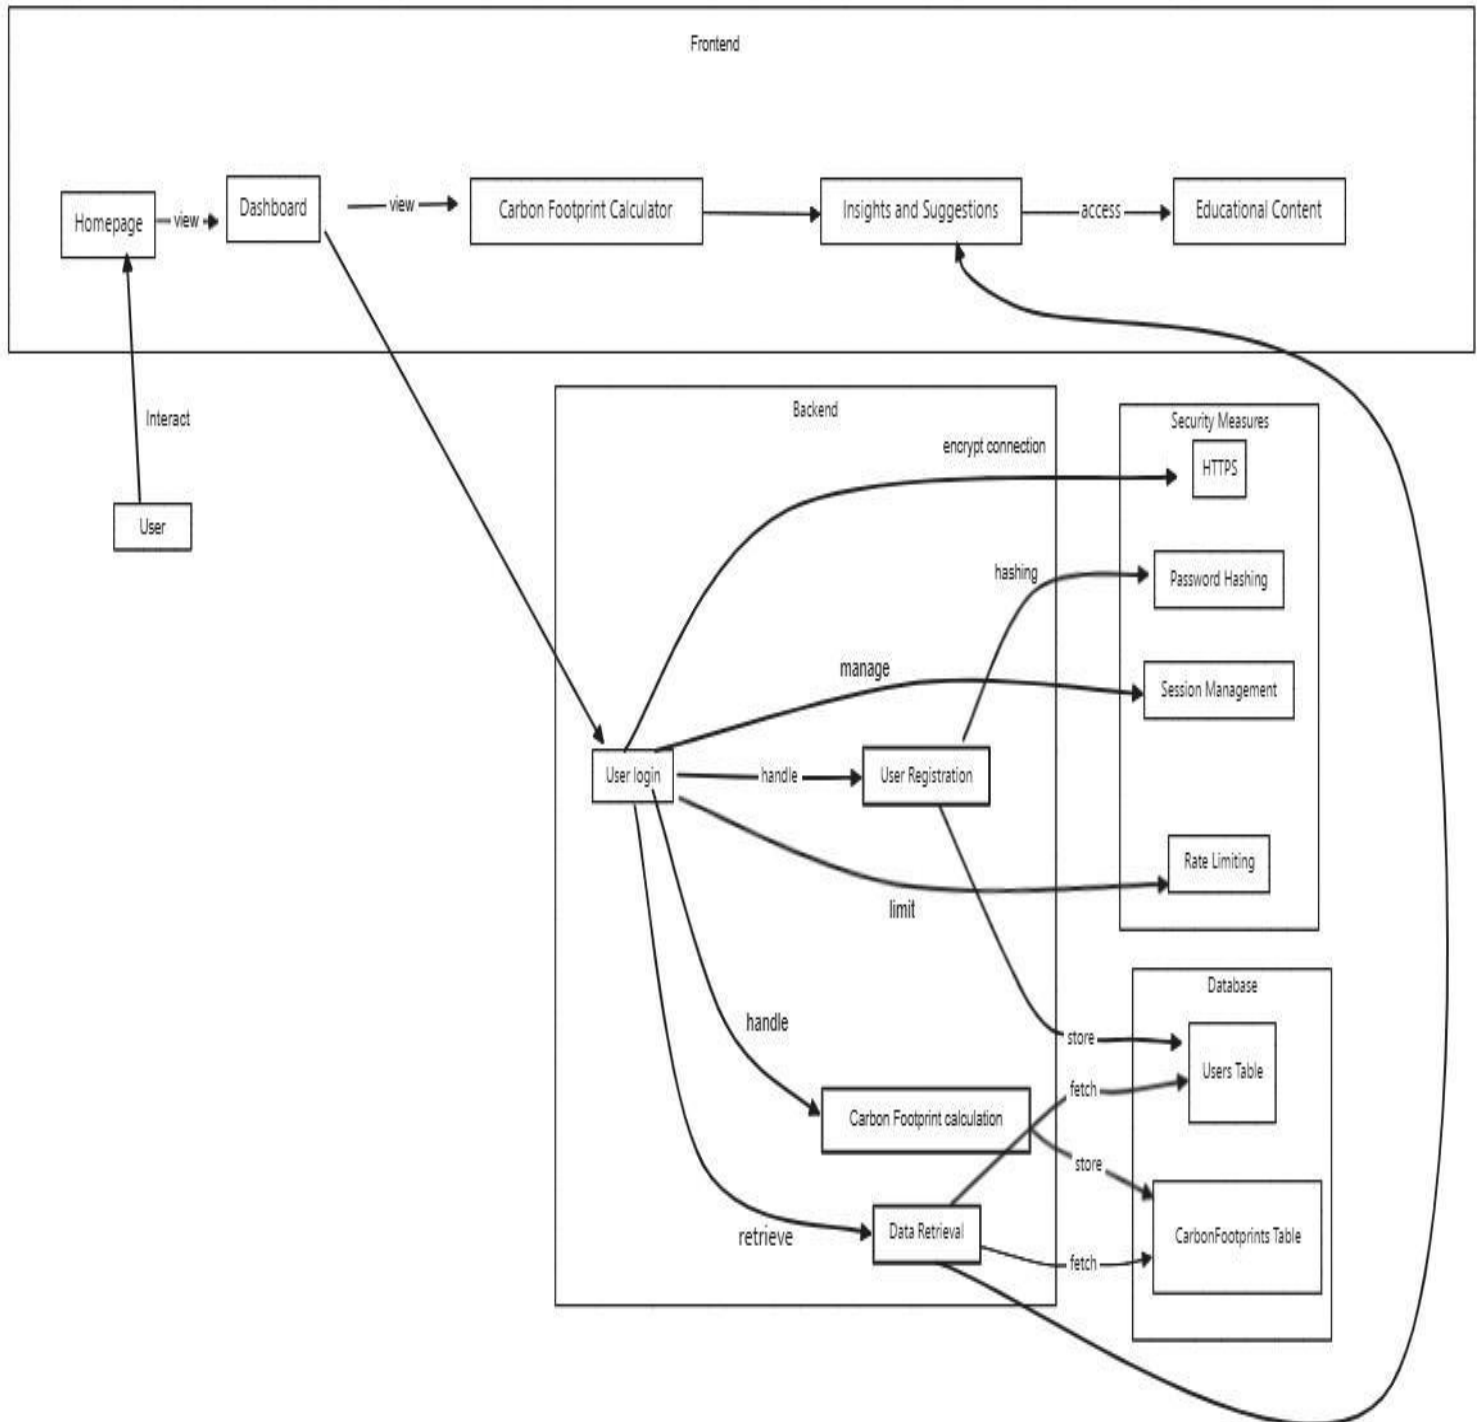 Frontend
Homepage
view
Dashboard
view
Carbon Footprint Calculator
Insights and Suggestions
access
Educational Content
Interact
User
Backend
encrypt connection
Security Measures
HTTPS
hashing
Password Hashing
manage
Session Management
User login
handle
User Registration
Rate Limiting
limit
Database
handle
store
Users Table
fetch
Carbon Footprint calculation
store
Data Retrieval
retrieve
CarbonFootprints Table
fetch